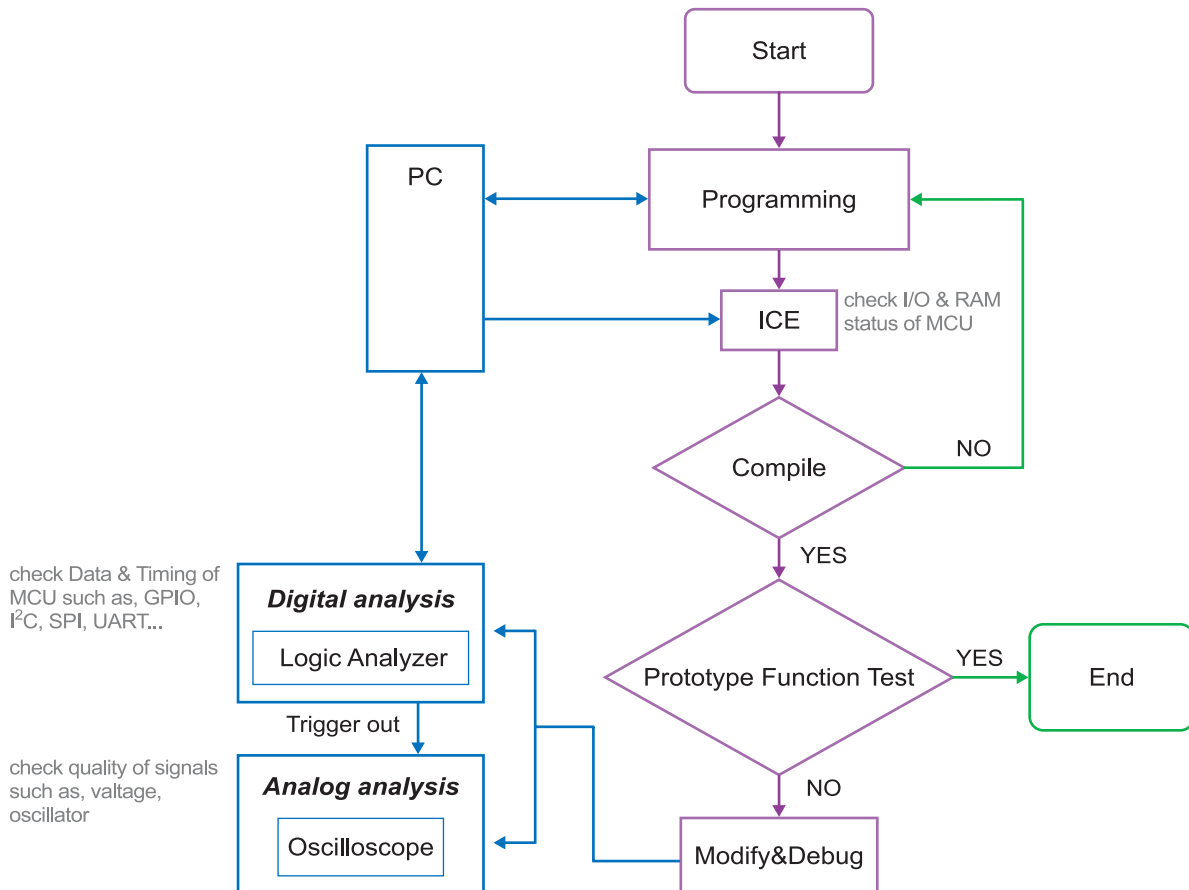 Start
PC
Programming
ICE
check I/O & RAM
status of MCU
Compile
NO
YES
check Data & Timing of
MCU such as, GPIO,
I²C, SPI, UART...
Digital analysis
Logic Analyzer
Prototype Function Test
YES
End
Trigger out
check quality of signals
such as, valtage,
oscillator
Analog analysis
Oscilloscope
NO
Modify&Debug